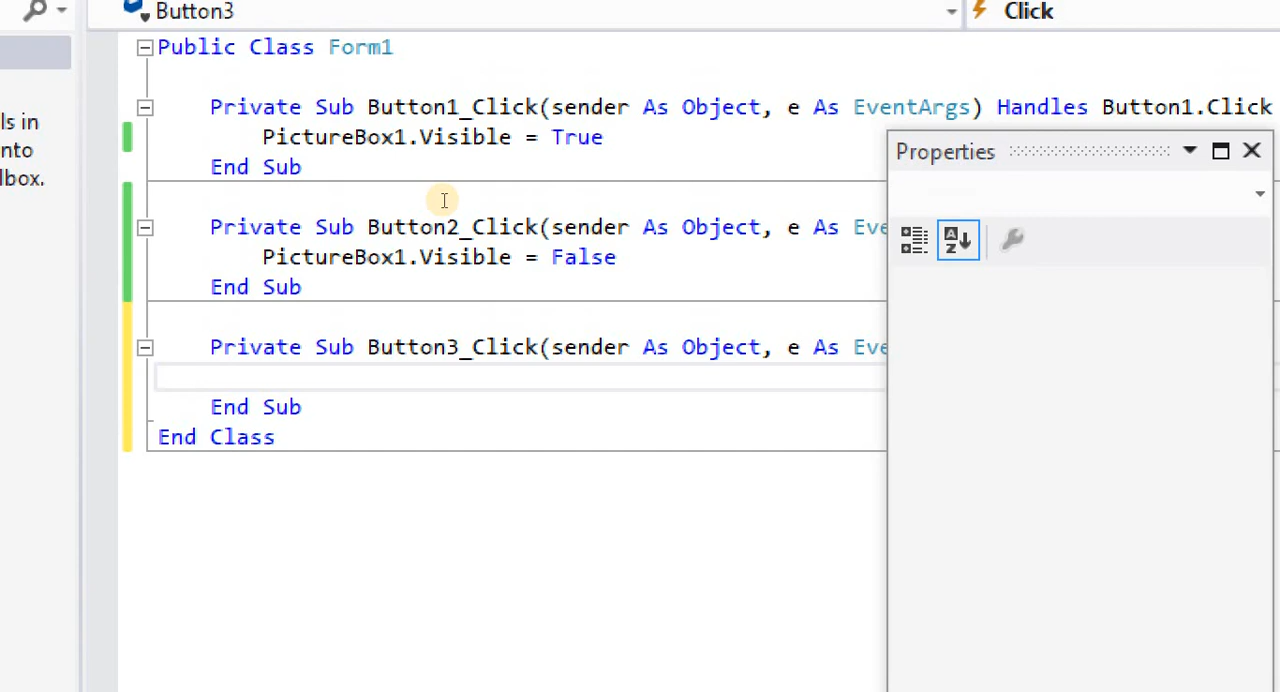 Button3
Click
ls in
nto
lbox.
Public Class Form1
Private Sub Button1_Click(sender As Object, e As EventArgs) Handles Button1.Click
PictureBox1.Visible = True
End Sub
Private Sub Button2_Click(sender As Object, e As Eve
PictureBox1.Visible = False
End Sub
Private Sub Button3_Click(sender As Object, e As Eve
End Sub
End Class
Properties